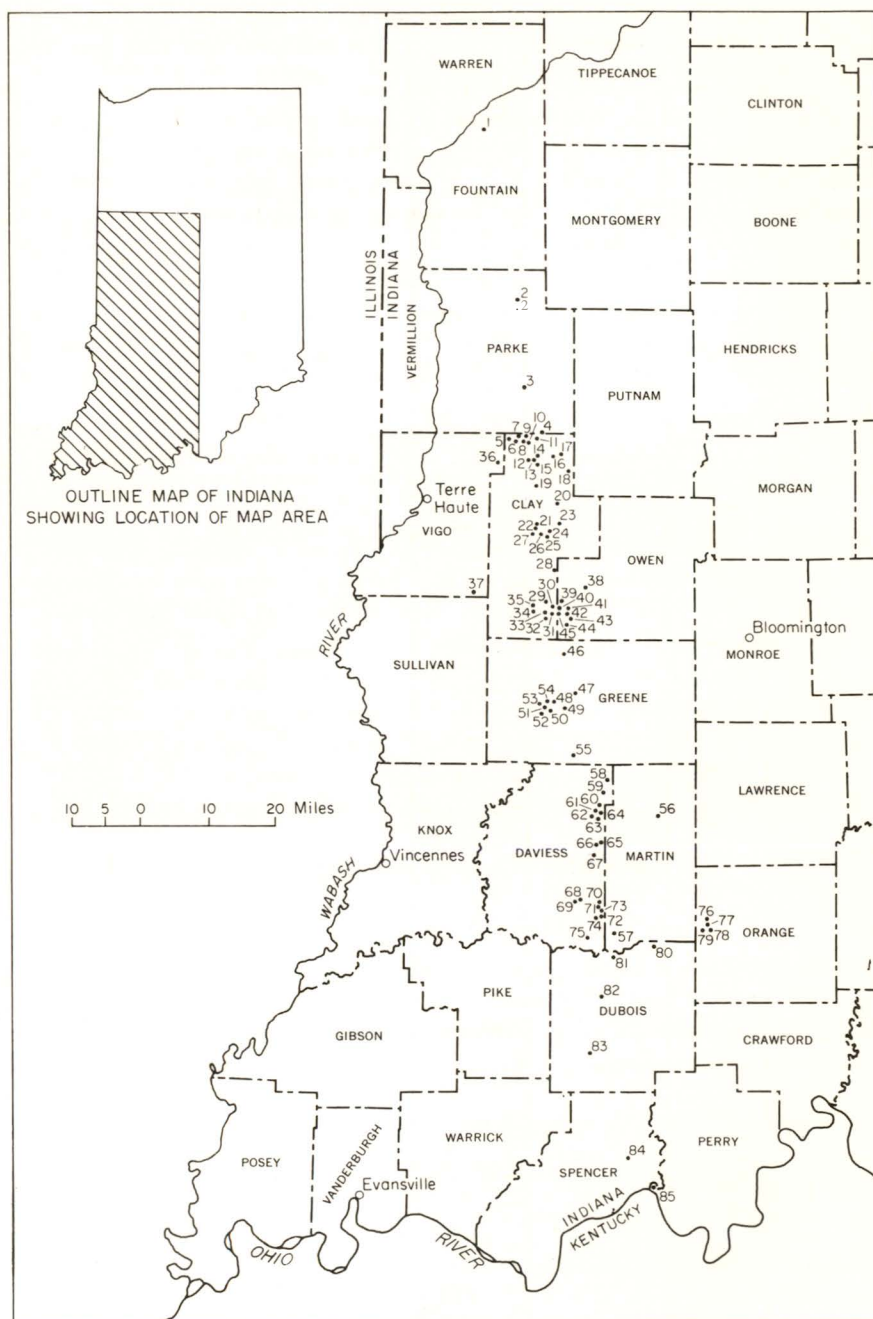 WARREN
TIPPECANOE
CLINTON
1
FOUNTAIN
MONTGOMERY
BOONE
ILLINOIS
INDIANA
VERMILLION
2
2
PARKE
HENDRICKS
PUTNAM
3
10
7 9 4
5
6 8 11
14 17
36
12 16
13 15 18
19
OUTLINE MAP OF INDIANA
SHOWING LOCATION OF MAP AREA
Terre
Haute
VIGO
CLAY
20
MORGAN
21 23
22
24
27
26 25
OWEN
28
37
38
30
29 39 40
35 41
34 42
33 43
32 31 45 44
Bloomington
MONROE
RIVER
SULLIVAN
46
GREENE
54 47
53 48
51 49
52 50
55
10 5 0 10 20 Miles
58
59
60
61
62 64
63
56
LAWRENCE
KNOX
Vincennes
WABASH
DAVIESS
66 65
67
MARTIN
68 70
69 71 73
72
74
75 57
76
77
78
79
ORANGE
80
81
PIKE
82
DUBOIS
GIBSON
83
CRAWFORD
POSEY
VANDERBURGH
WARRICK
Evansville
SPENCER
84
PERRY
85
INDIANA
KENTUCKY
OHIO
RIVER